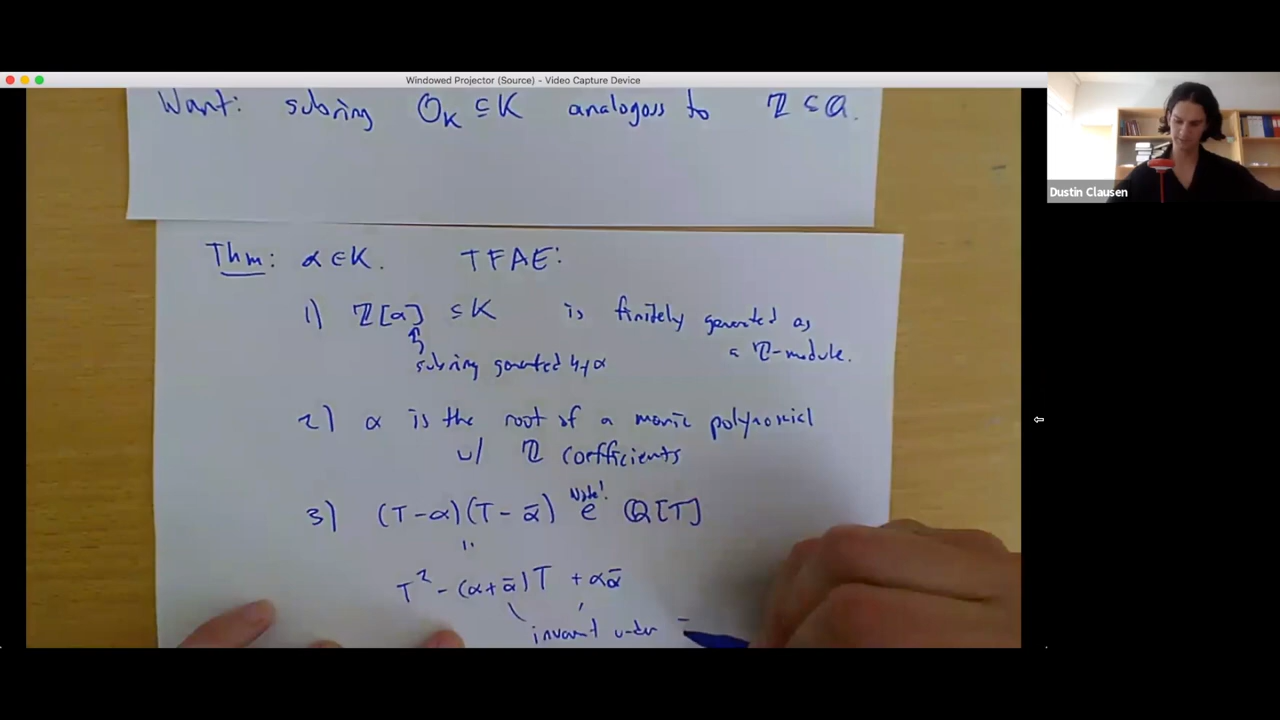 Windowed Projector (Source) - Video Capture Device
Want: subring O_K ⊆ K analogous to ℤ ⊆ ℚ.
Dustin Clausen
Thm: α ∈ K. TFAE:
1) ℤ[α] ⊆ K is finitely generated as
a ℤ-module.
subring generated by α
2) α is the root of a monic polynomial
w/ ℤ coefficients
Note!
3) (T-α)(T-ᾱ) ∈ ℚ[T]
T² - (α+ᾱ)T + αᾱ
invariant under